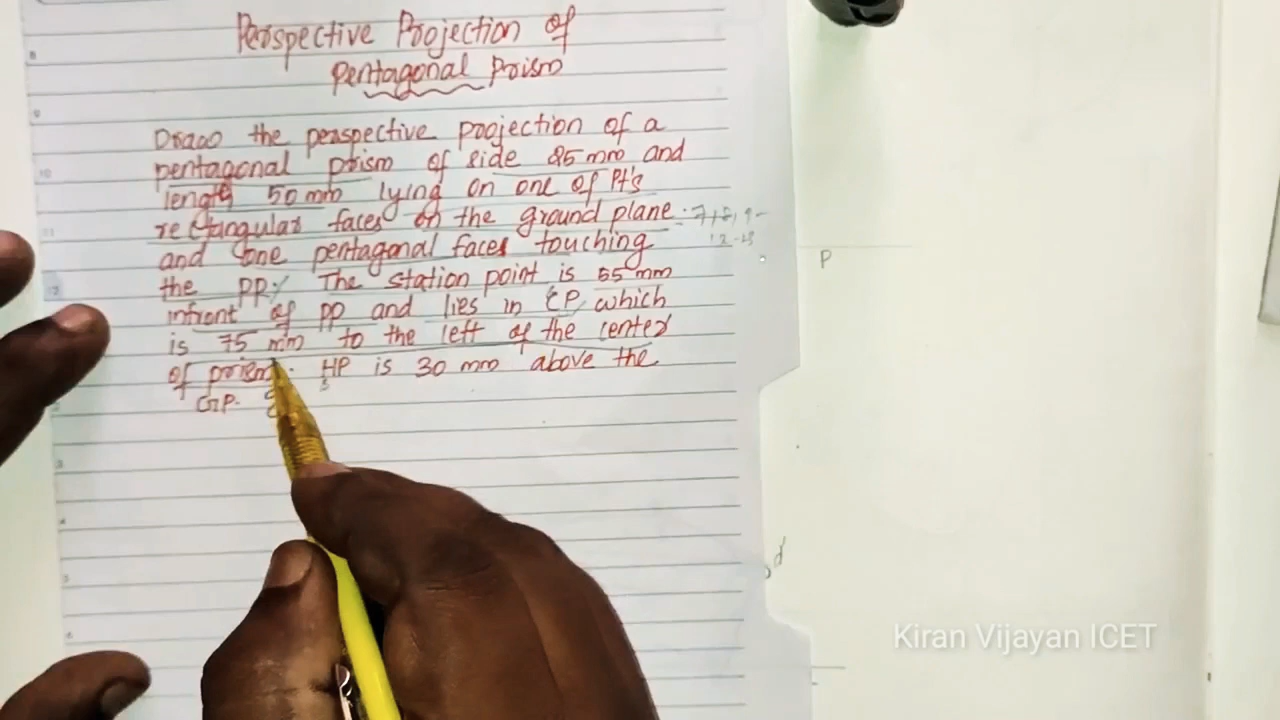 Perspective Projection of
Pentagonal Prism
Draw the perspective projection of a
pentagonal prism of side 25 mm and
length 50 mm lying on one of Pt's
rectangular faces on the ground plane.
and one pentagonal faces touching
the PP. The station point is 55 mm
infront of PP and lies in CP which
is 75 mm to the left of the center
of prism. HP is 30 mm above the
GP.
P
Kiran Vijayan ICET